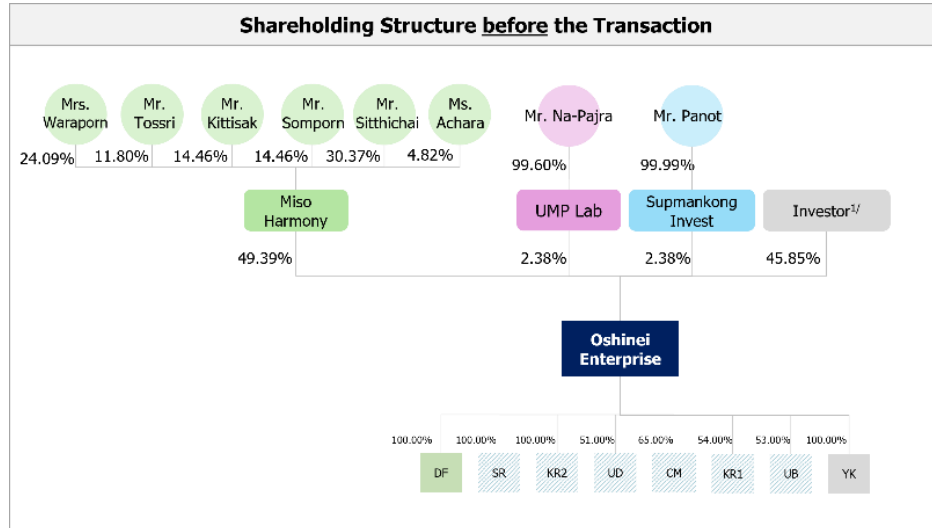 Shareholding Structure before the Transaction
Mrs.
Waraporn
Mr.
Tossri
Mr.
Kittisak
Mr.
Somporn
Mr.
Sitthichai
Ms.
Achara
Mr. Na-Pajra
Mr. Panot
24.09%
11.80%
14.46%
14.46%
30.37%
4.82%
99.60%
99.99%
Miso
Harmony
UMP Lab
Supmankong
Invest
Investor1/
49.39%
2.38%
2.38%
45.85%
Oshinei
Enterprise
100.00%
100.00%
100.00%
51.00%
65.00%
54.00%
53.00%
100.00%
DF
SR
KR2
UD
CM
KR1
UB
YK